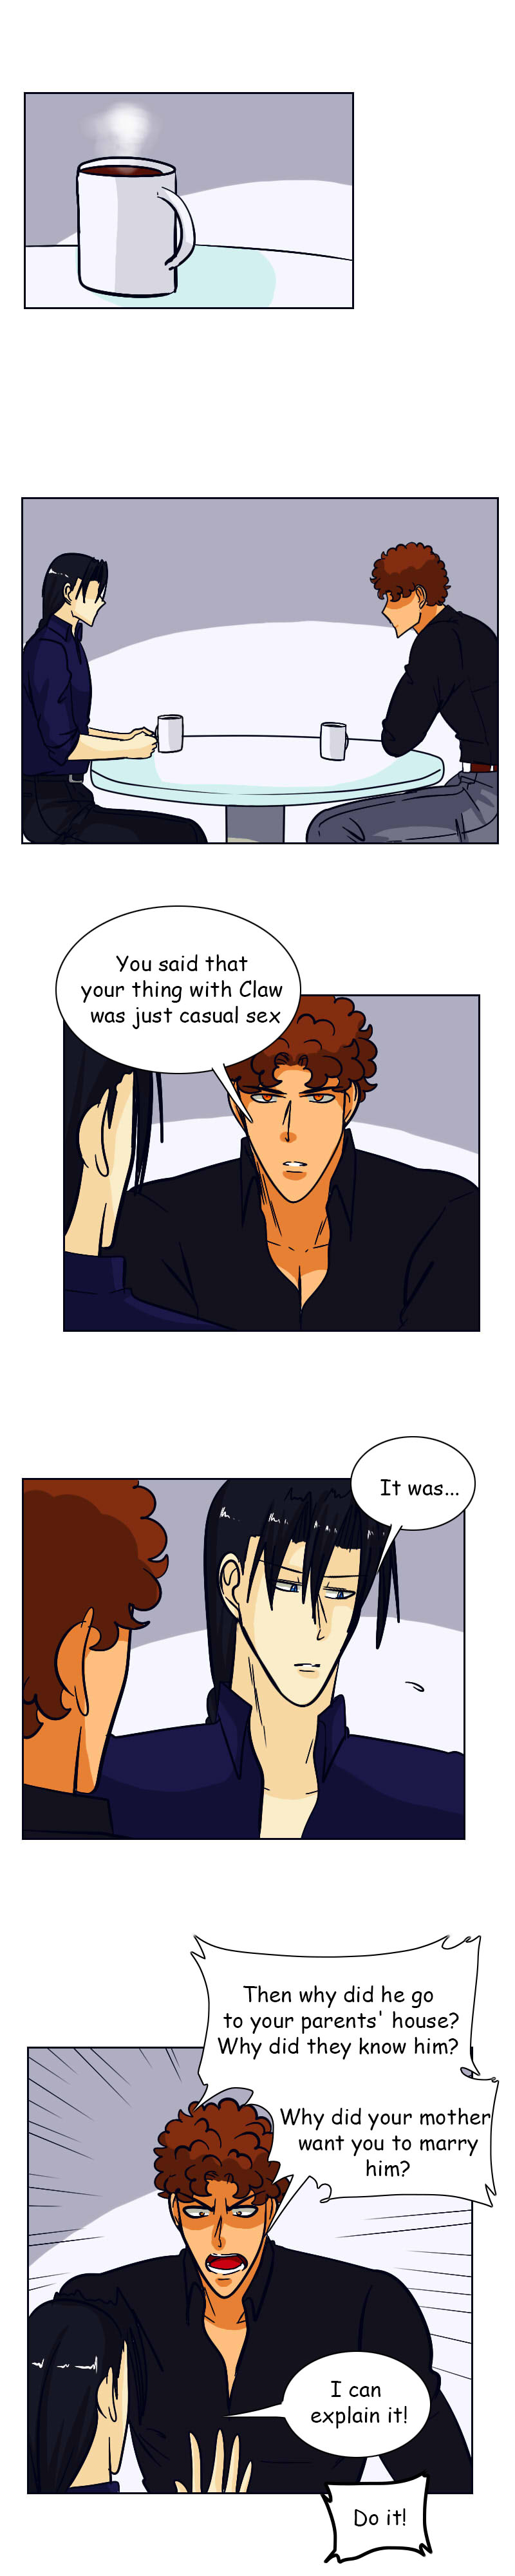 You said that
your thing with Claw
was just casual sex
It was...
Then why did he go
to your parents' house?
Why did they know him?
Why did your mother
want you to marry
him?
I can
explain it!
Do it!